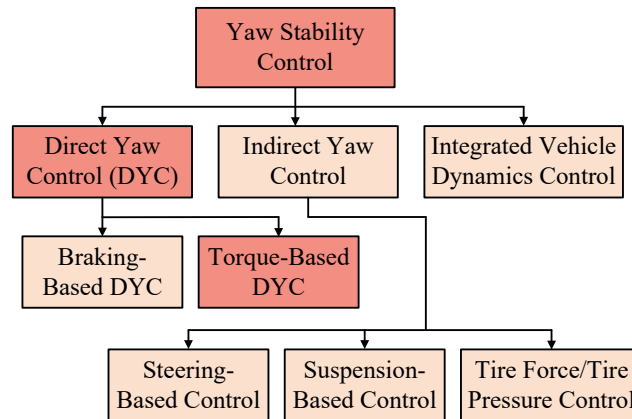 Yaw Stability
Control
Direct Yaw
Control (DYC)
Indirect Yaw
Control
Integrated Vehicle
Dynamics Control
Braking-
Based DYC
Torque-Based
DYC
Steering-
Based Control
Suspension-
Based Control
Tire Force/Tire
Pressure Control